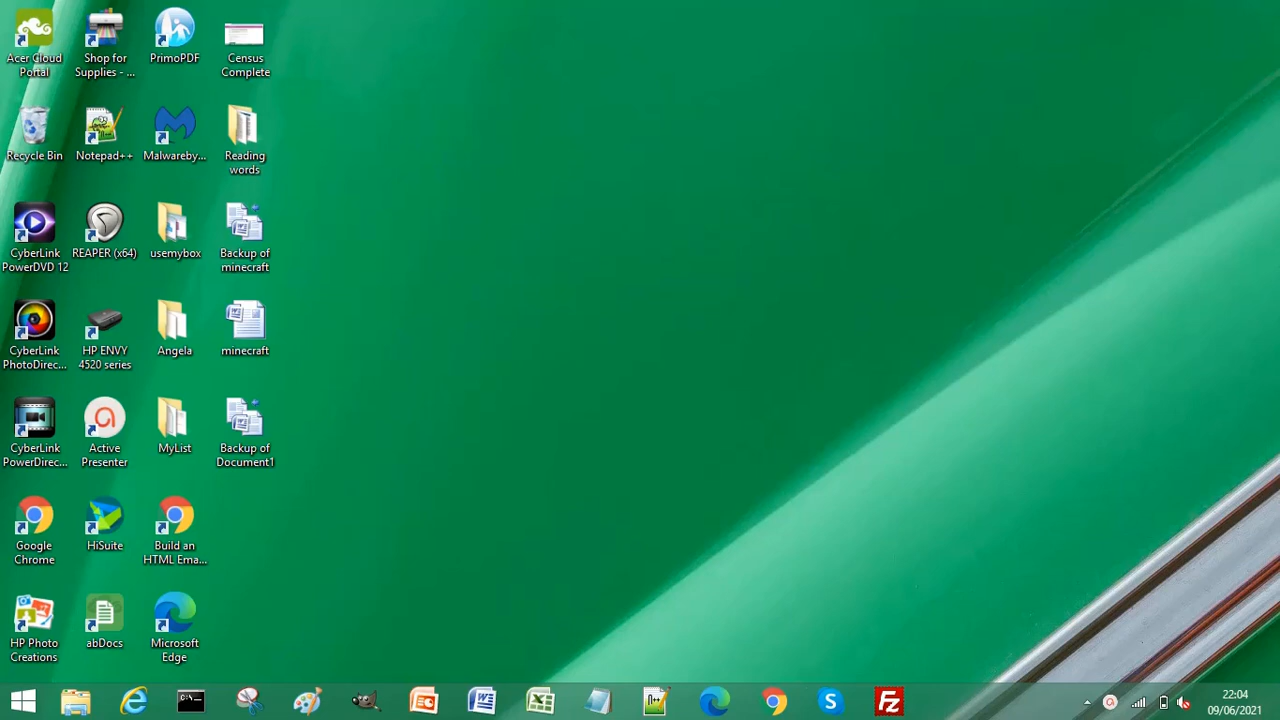 Acer Cloud
Portal
Shop for
Supplies - ...
PrimoPDF
Census
Complete
Recycle Bin
Notepad++
Malwareby...
Reading
words
CyberLink
PowerDVD 12
REAPER (x64)
usemybox
Backup of
minecraft
CyberLink
PhotoDirec...
HP ENVY
4520 series
Angela
minecraft
CyberLink
PowerDirec...
Active
Presenter
MyList
Backup of
Document1
Google
Chrome
HiSuite
Build an
HTML Ema...
HP Photo
Creations
abDocs
Microsoft
Edge
22:04
09/06/2021